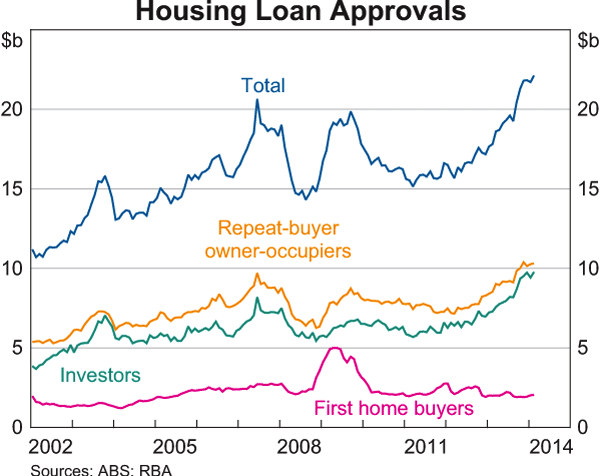 Housing Loan Approvals
$b
$b
Total
20
20
15
15
Repeat-buyer
owner-occupiers
10
10
5
5
Investors
First home buyers
0
0
2002
2005
2008
2011
2014
Sources: ABS; RBA